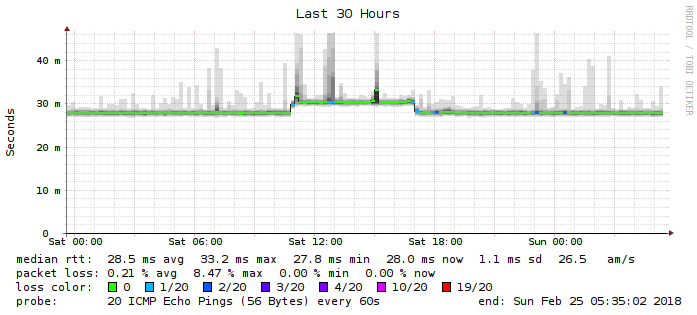 Last 30 Hours
RRDTOOL / TOBI OETIKER
Seconds
40 m
30 m
20 m
10 m
0
Sat 00:00 Sat 06:00 Sat 12:00 Sat 18:00 Sun 00:00
median rtt: 28.5 ms avg 33.2 ms max 27.8 ms min 28.0 ms now 1.1 ms sd 26.5 am/s
packet loss: 0.21 % avg 8.47 % max 0.00 % min 0.00 % now
loss color: 0 1/20 2/20 3/20 4/20 10/20 19/20
probe: 20 ICMP Echo Pings (56 Bytes) every 60s end: Sun Feb 25 05:35:02 2018